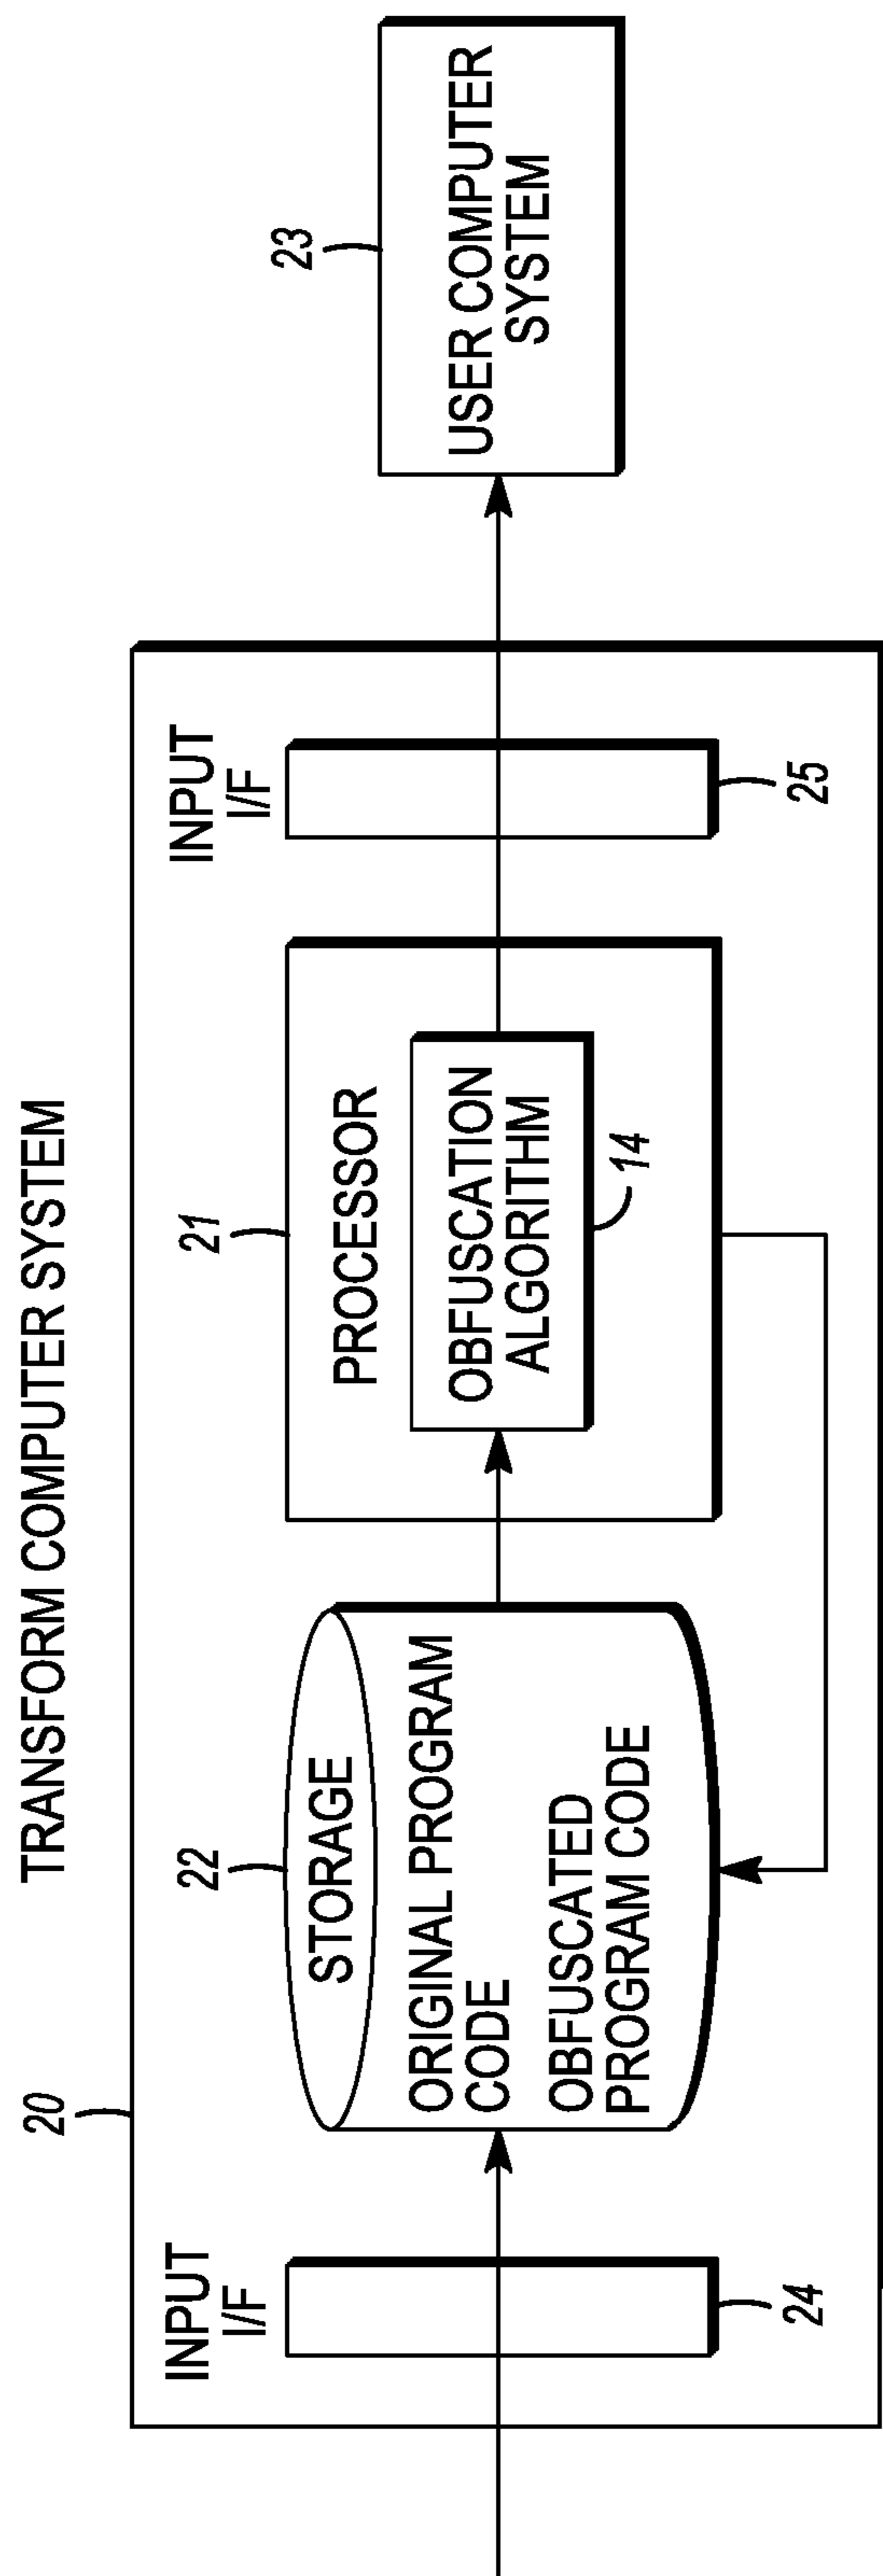 TRANSFORM COMPUTER SYSTEM
20
INPUT
I/F
24
22
STORAGE
ORIGINAL PROGRAM
CODE
OBFUSCATED
PROGRAM CODE
21
PROCESSOR
OBFUSCATION
ALGORITHM
14
INPUT
I/F
25
23
USER COMPUTER
SYSTEM